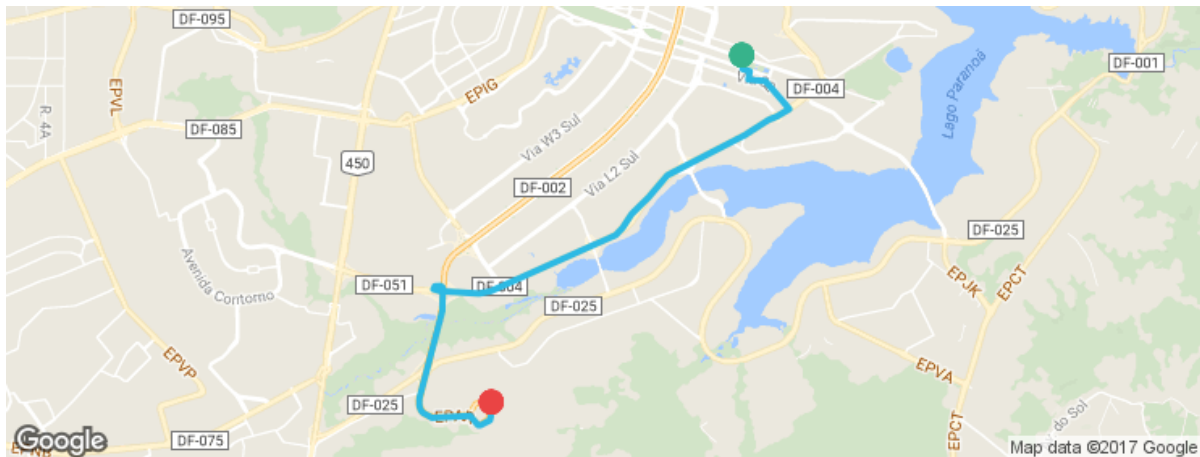 DF-095
EPVL
R. 4A
DF-085
EPIG
450
Via W3 Sul
DF-002
Via L2 Sul
DF-004
Lago Paranoá
DF-001
DF-025
EPJK
EPCT
Avenida Contorno
DF-051
DF-025
EPVP
DF-025
EPVA
EPCT
DF-075
do Sol
Google
Map data ©2017 Google